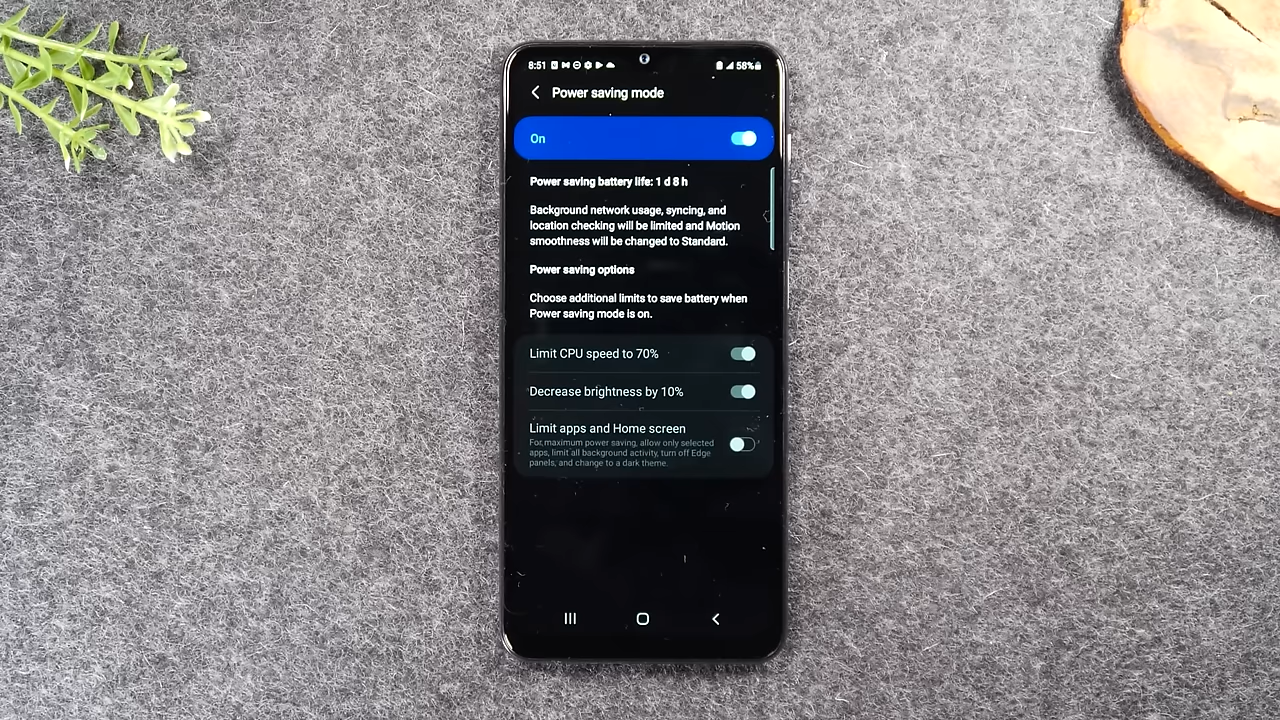 8:51
58%
Power saving mode
On
Power saving battery life: 1 d 8 h
Background network usage, syncing, and
location checking will be limited and Motion
smoothness will be changed to Standard.
Power saving options
Choose additional limits to save battery when
Power saving mode is on.
Limit CPU speed to 70%
Decrease brightness by 10%
Limit apps and Home screen
For maximum power saving, allow only selected
apps, limit all background activity, turn off Edge
panels, and change to a dark theme.